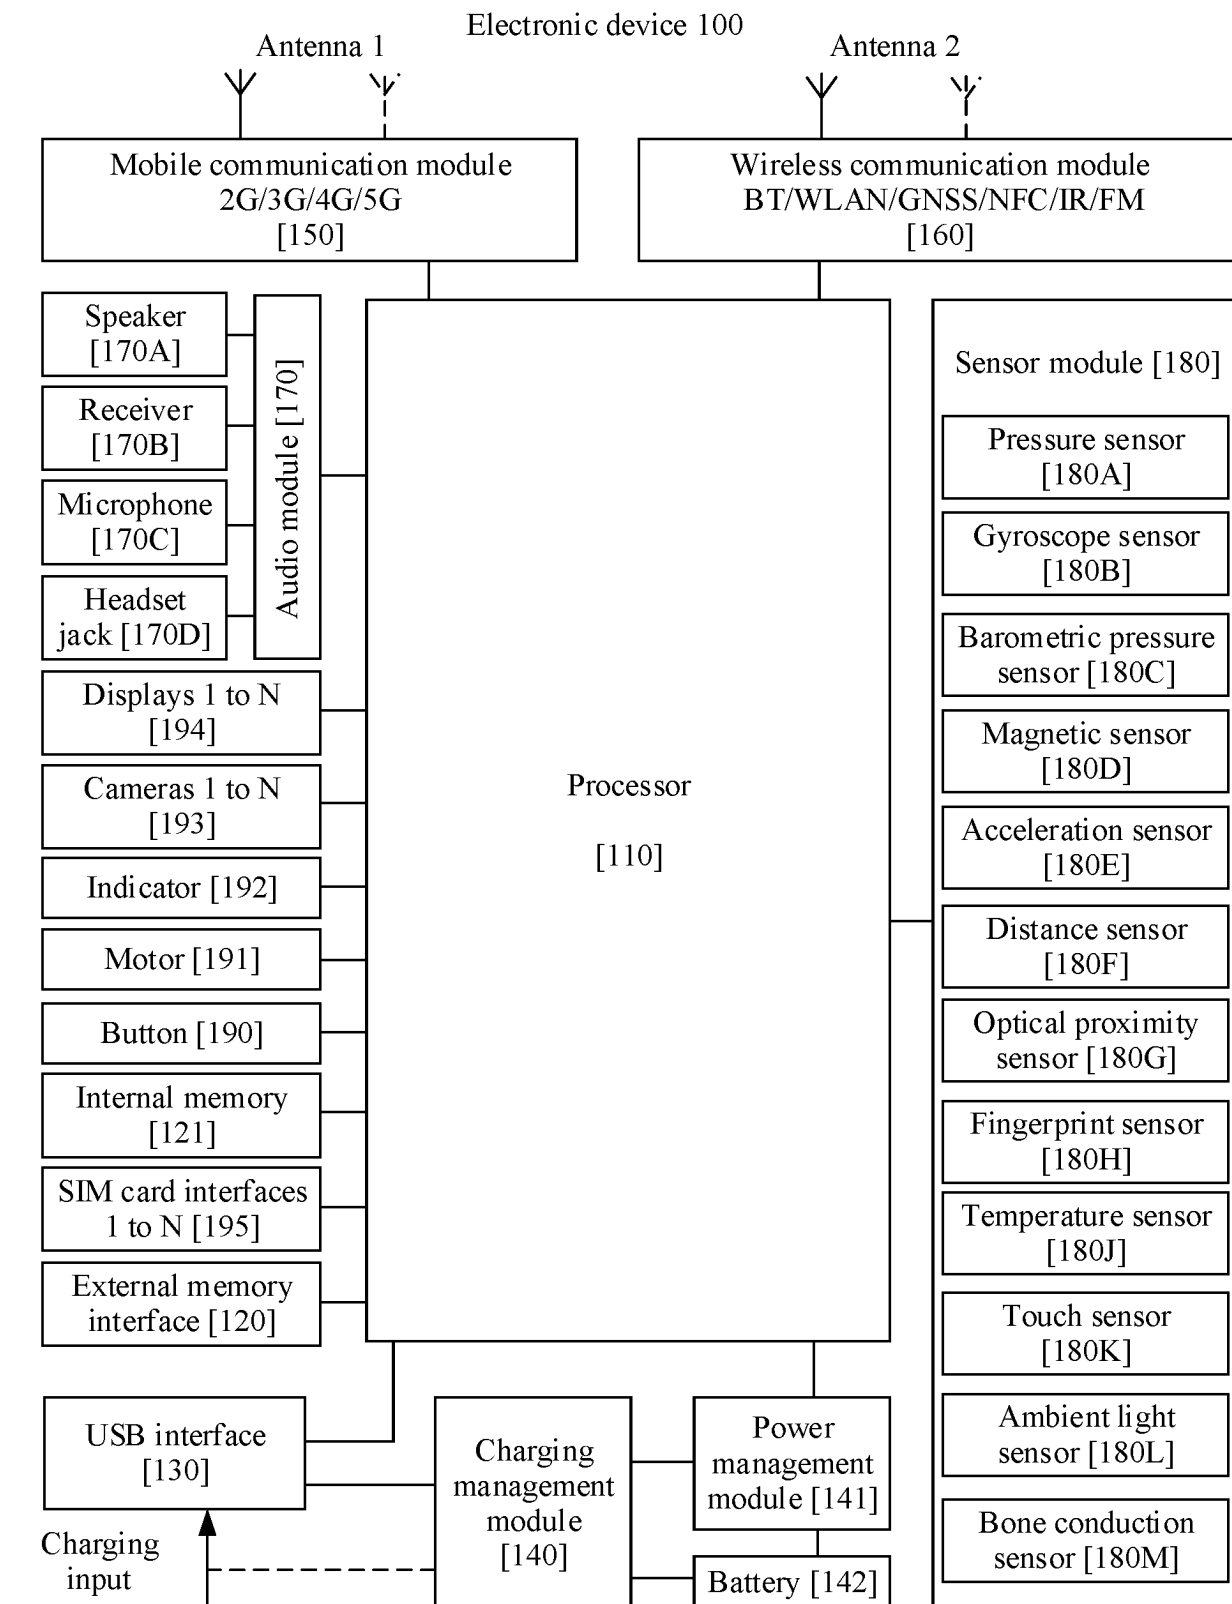 Electronic device 100
Antenna 1
Antenna 2
Mobile communication module
2G/3G/4G/5G
[150]
Wireless communication module
BT/WLAN/GNSS/NFC/IR/FM
[160]
Speaker
[170A]
Receiver
[170B]
Microphone
[170C]
Headset
jack [170D]
Audio module [170]
Displays 1 to N
[194]
Cameras 1 to N
[193]
Indicator [192]
Motor [191]
Button [190]
Internal memory
[121]
SIM card interfaces
1 to N [195]
External memory
interface [120]
Processor
[110]
Sensor module [180]
Pressure sensor
[180A]
Gyroscope sensor
[180B]
Barometric pressure
sensor [180C]
Magnetic sensor
[180D]
Acceleration sensor
[180E]
Distance sensor
[180F]
Optical proximity
sensor [180G]
Fingerprint sensor
[180H]
Temperature sensor
[180J]
Touch sensor
[180K]
Ambient light
sensor [180L]
Bone conduction
sensor [180M]
USB interface
[130]
Charging
input
Charging
management
module
[140]
Power
management
module [141]
Battery [142]